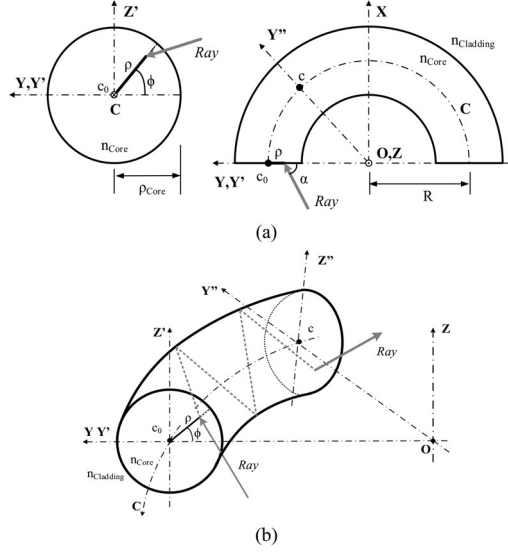 Z’
X
Y’’
n_Cladding
n_Core
Ray
ρ
ϕ
c
Y,Y’
c₀
C
C
n_Core
ρ
O,Z
Y,Y’
c₀
α
Ray
R
ρ_Core
(a)
Z’’
Y’’
Z’
Z
c
Ray
ρ
c₀
ϕ
Y Y’
O
n_Core
n_Cladding
Ray
C
(b)